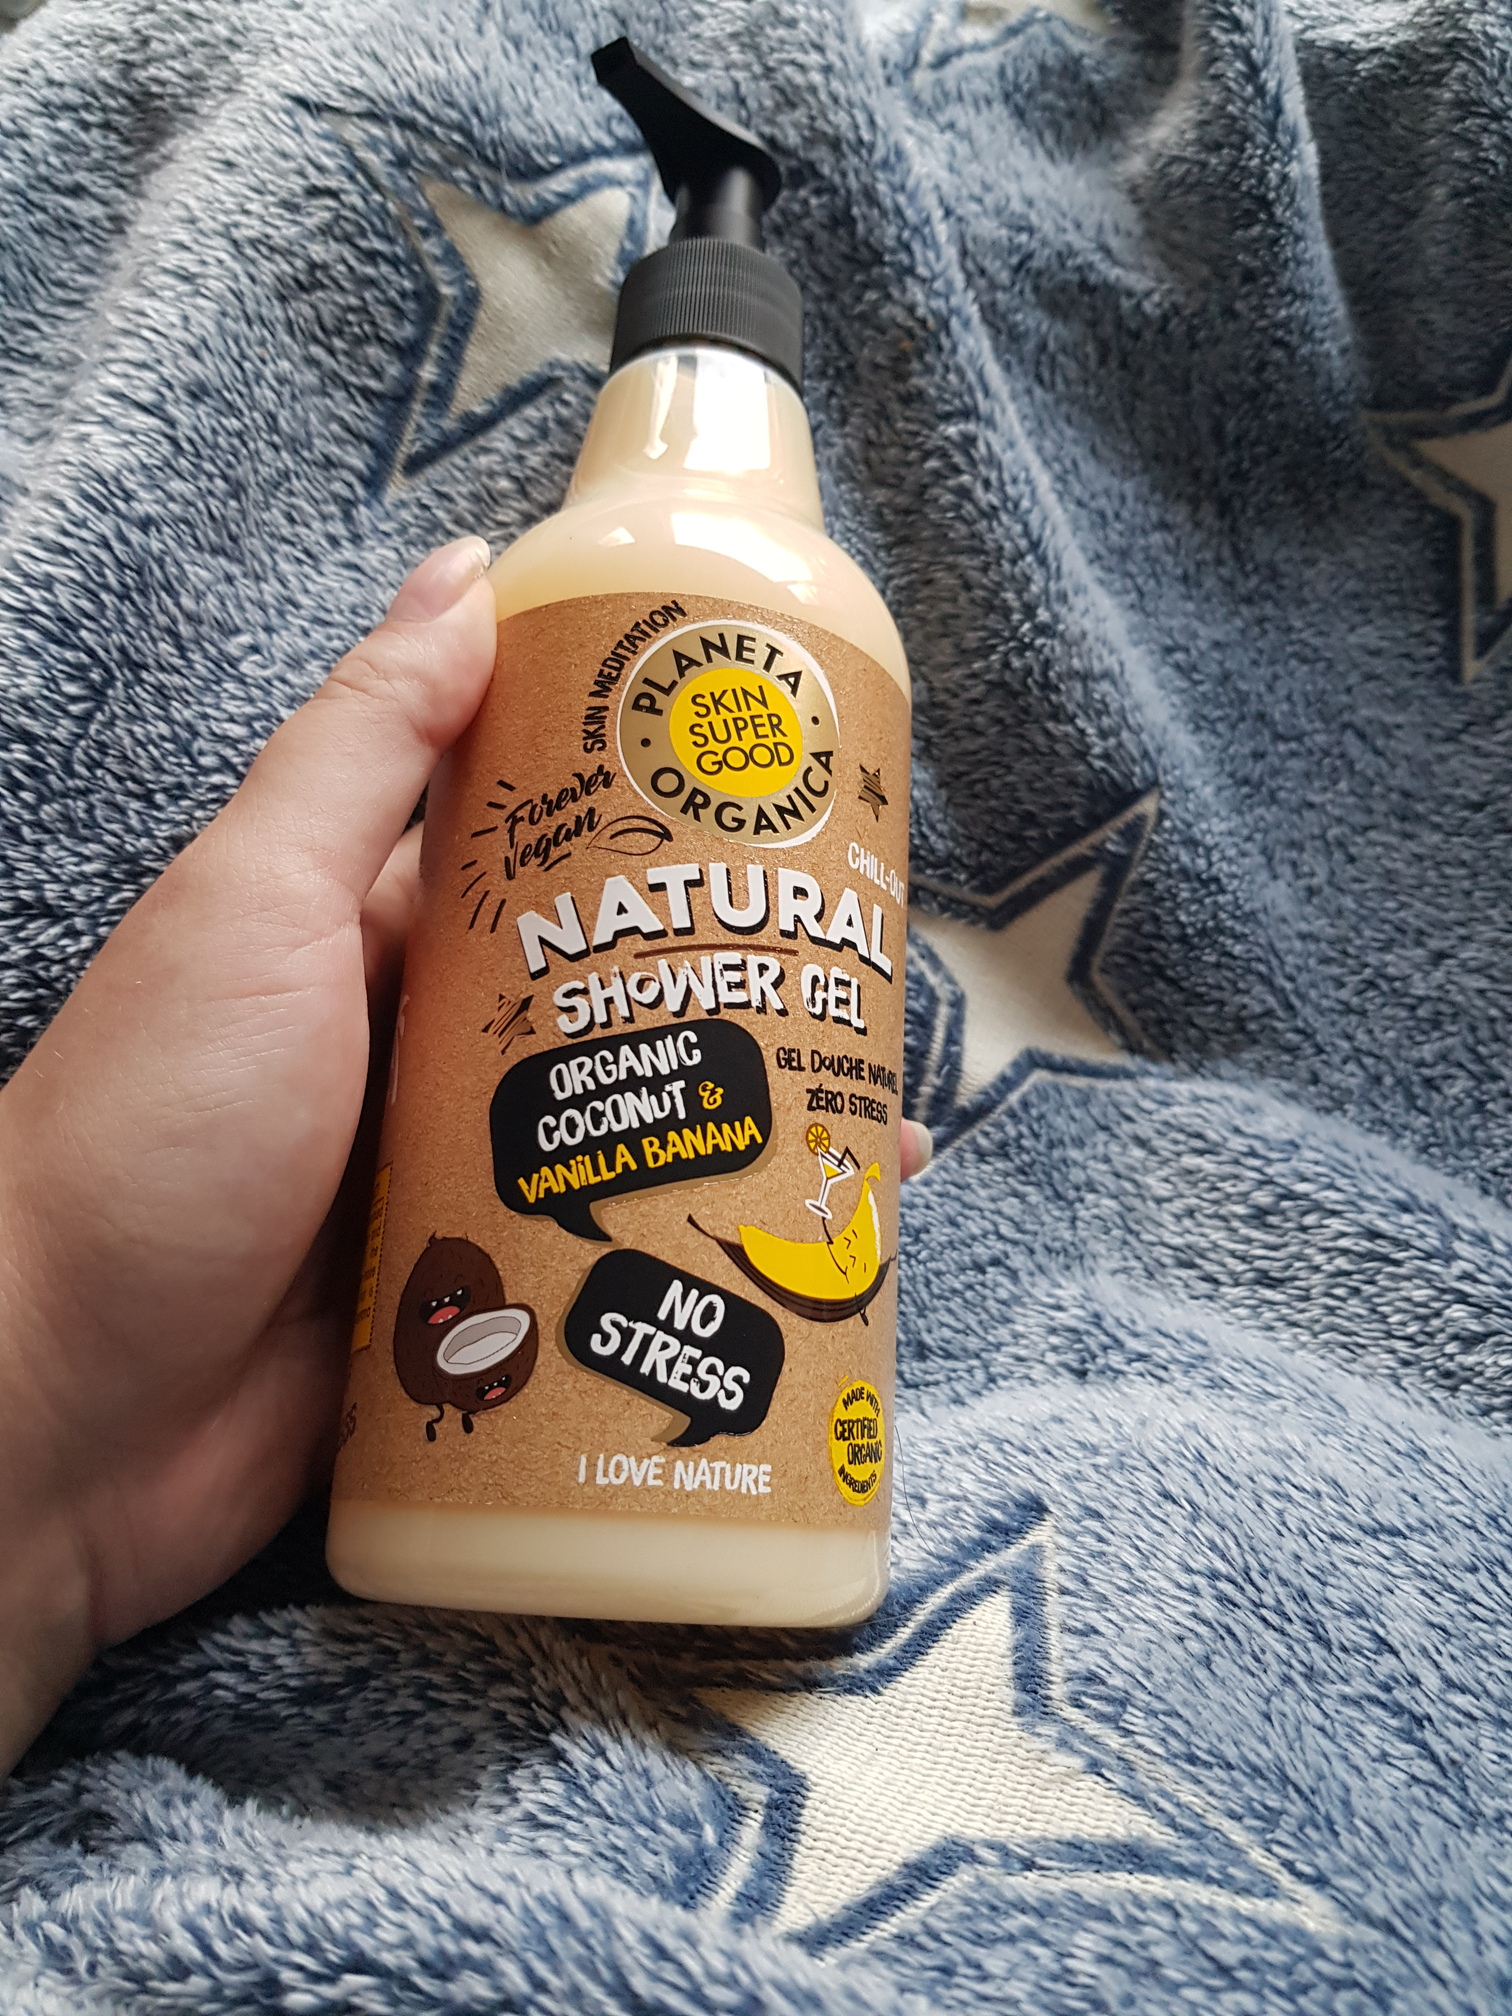 SKIN MEDITATION
PLANETA
ORGANICA
SKIN
SUPER
GOOD
Forever
Vegan
CHILL-OUT
NATURAL
SHOWER GEL
ORGANIC
COCONUT &
VANILLA BANANA
GEL DOUCHE NATUREL
ZÉRO STRESS
NO
STRESS
MADE WITH
CERTIFIED
ORGANIC
INGREDIENTS
I LOVE NATURE